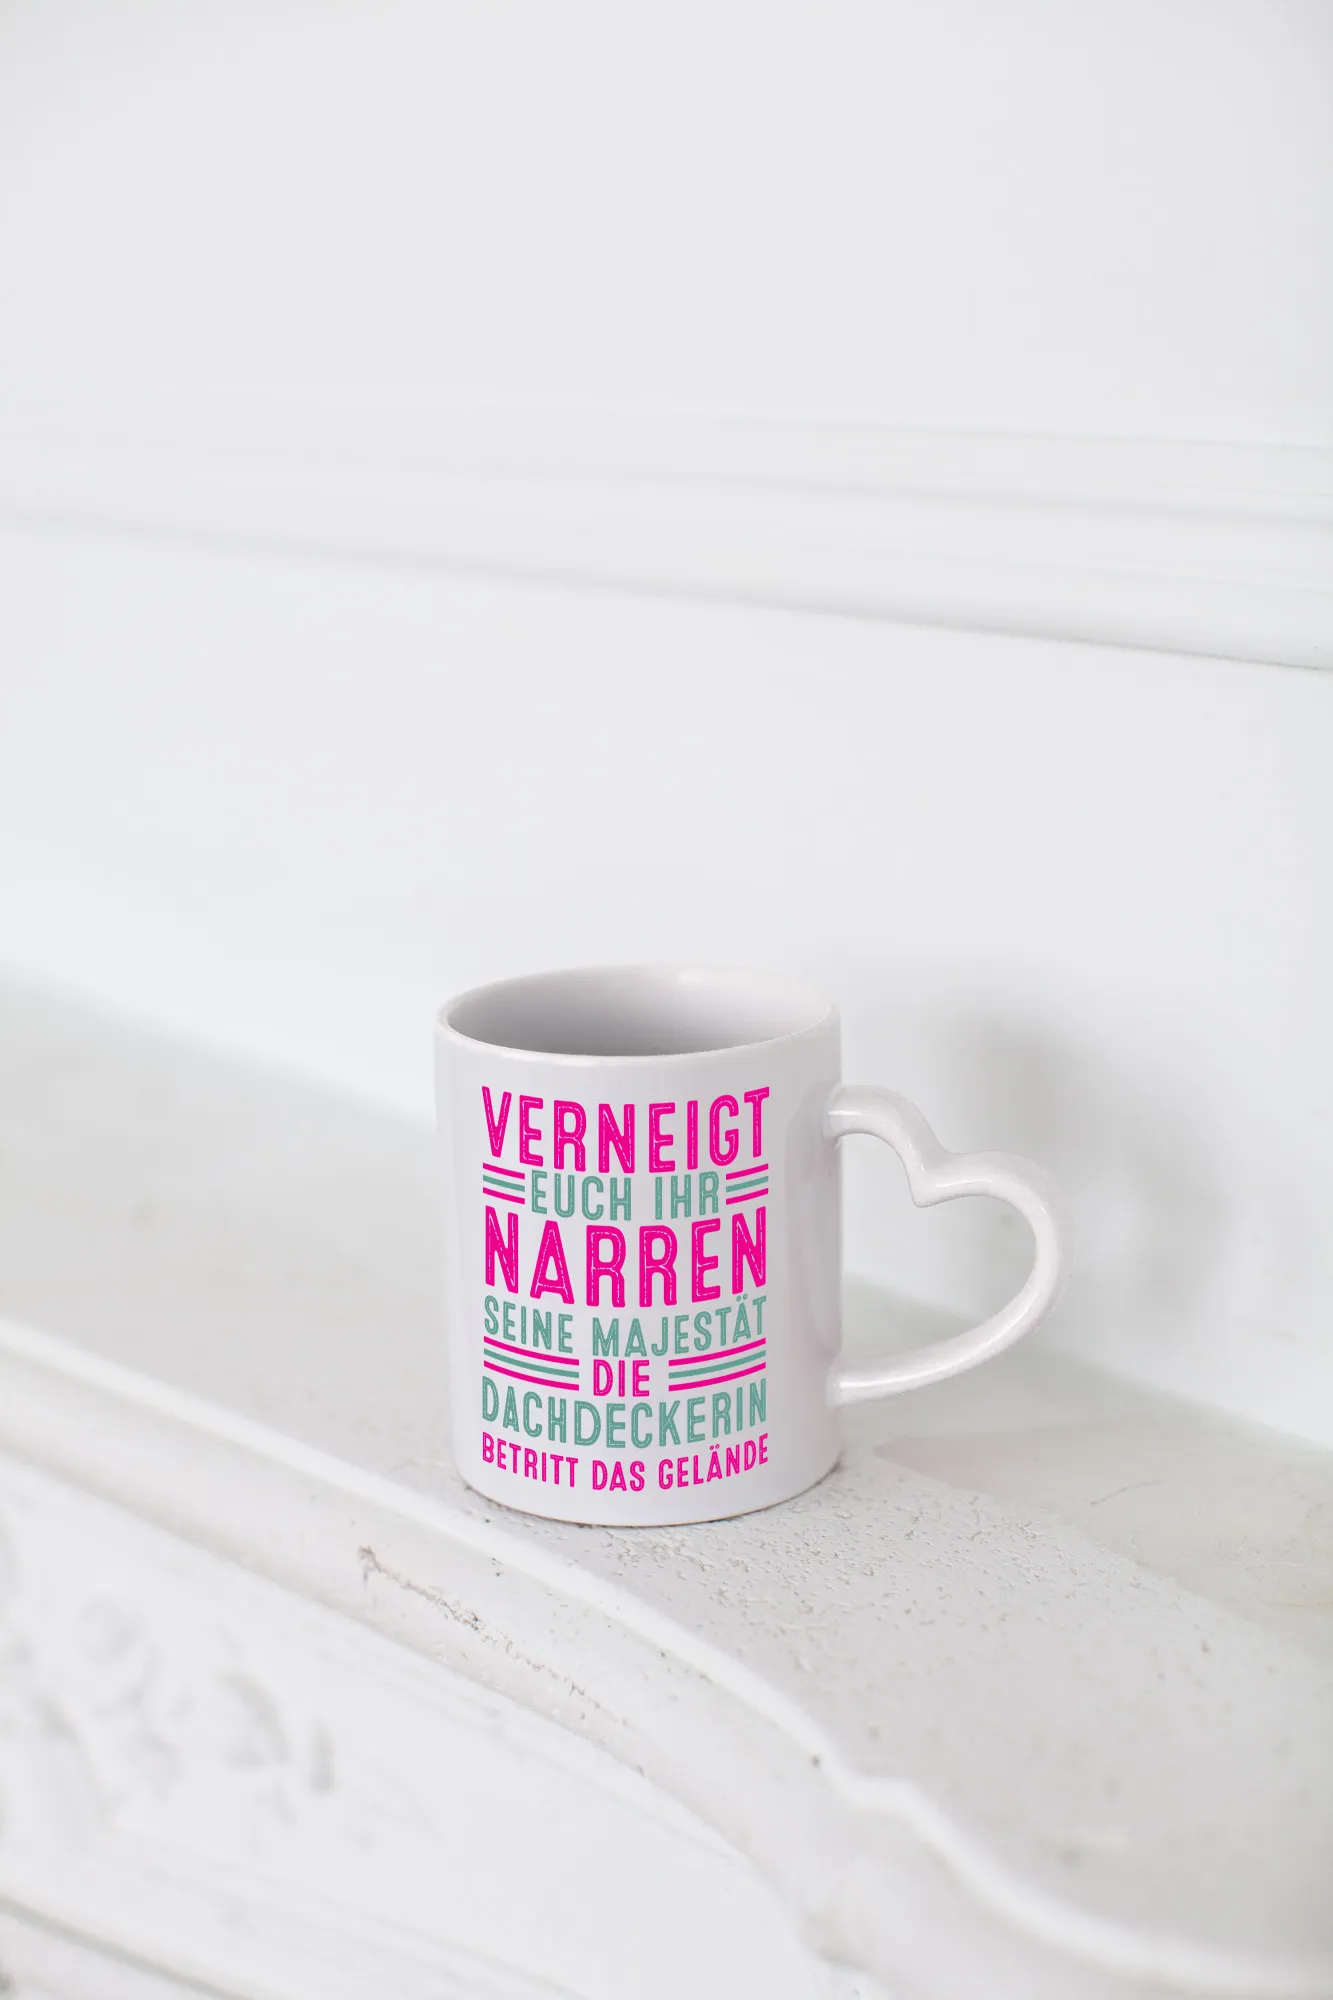 VERNEIGT
EUCH IHR
NARREN
SEINE MAJESTÄT
DIE
DACHDECKERIN
BETRITT DAS GELÄNDE